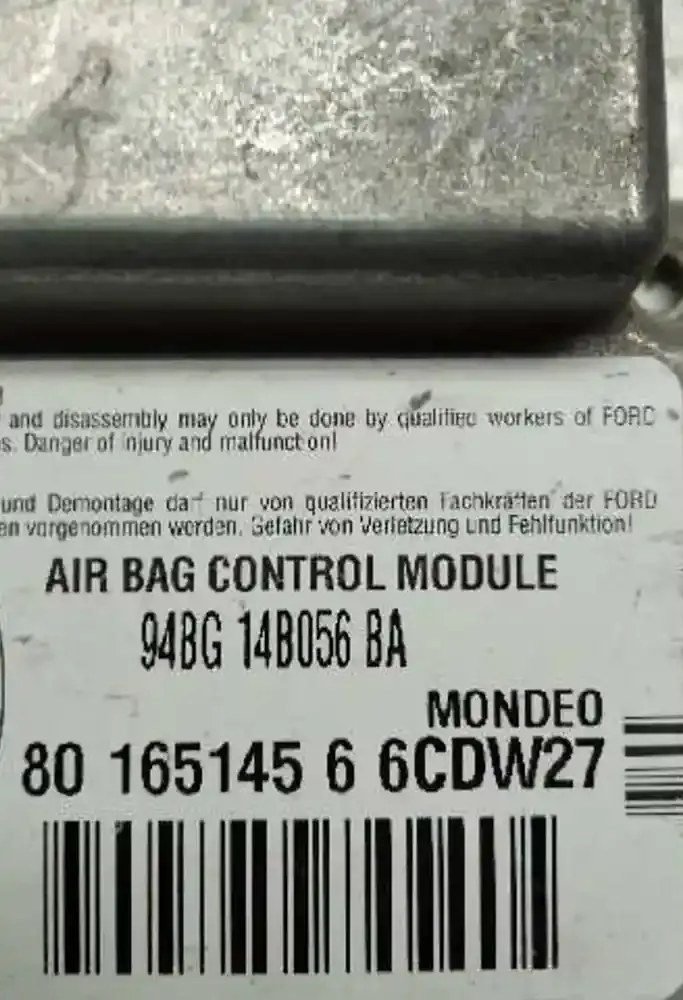 and disassembly may only be done by qualified workers of FORD
s. Danger of injury and malfunction!
und Demontage darf nur von qualifizierten Fachkräften der FORD
en vorgenommen werden. Gefahr von Verletzung und Fehlfunktion!
AIR BAG CONTROL MODULE
94BG 14B056 BA
MONDEO
80 165145 6 6CDW27